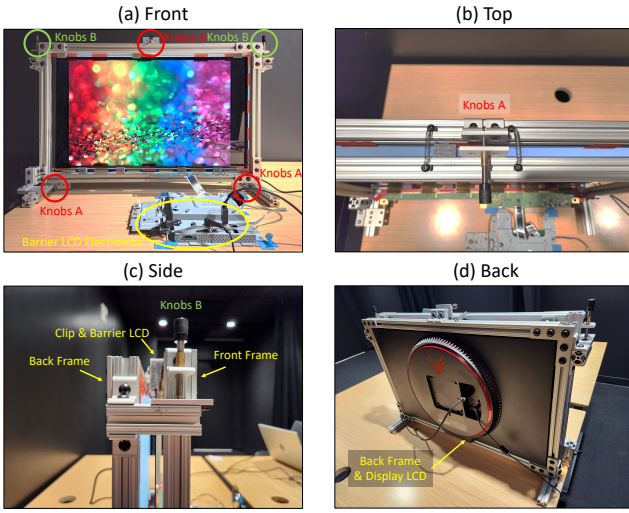 (a) Front
(b) Top
Knobs B
Knobs A
Knobs B
Knobs A
Knobs A
Knobs A
Barrier LCD Electronics
(c) Side
(d) Back
Knobs B
Clip & Barrier LCD
Back Frame
Front Frame
Back Frame
& Display LCD